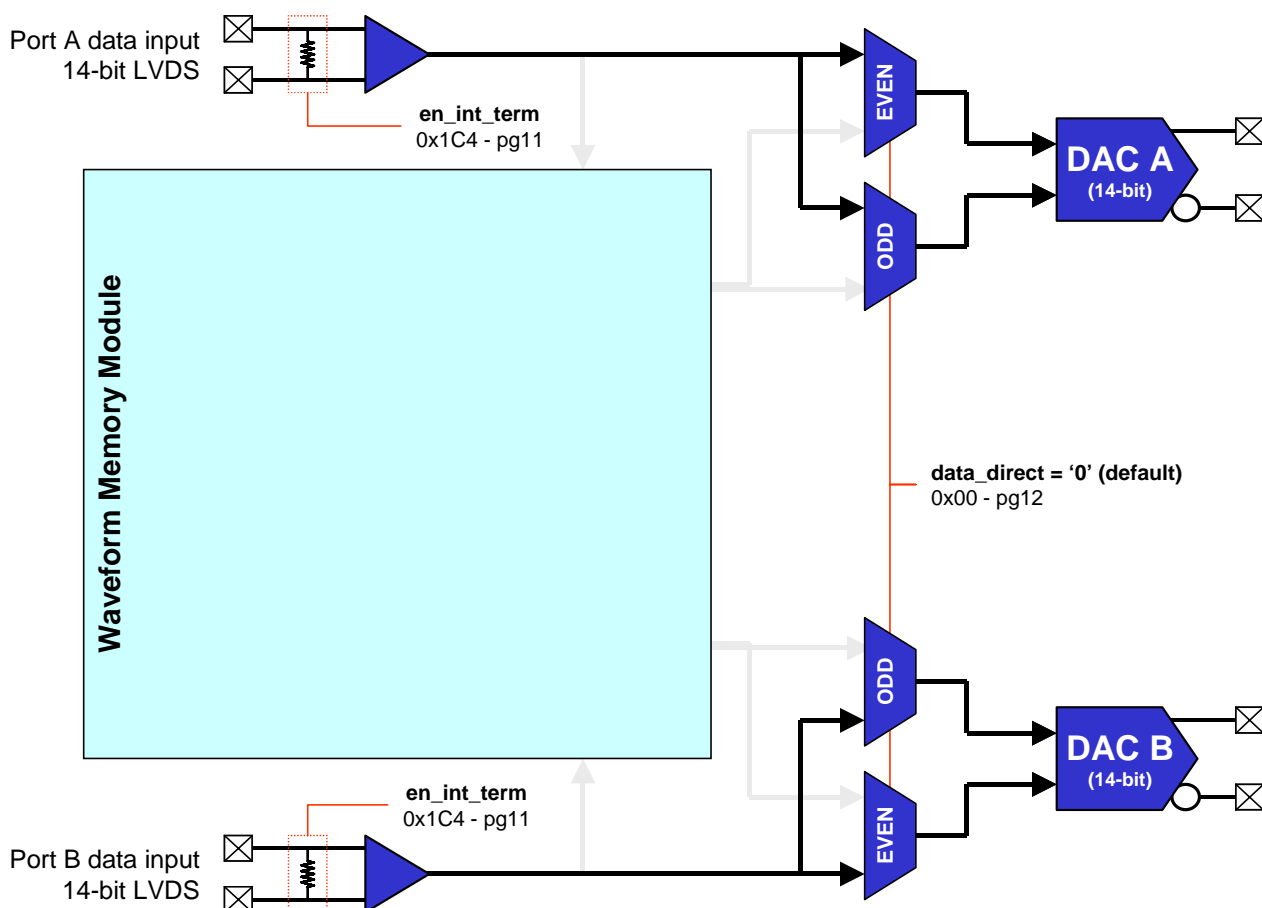 Port A data input
14-bit LVDS
en_int_term
0x1C4 - pg11
EVEN
DAC A
(14-bit)
ODD
Waveform Memory Module
data_direct = ‘0’ (default)
0x00 - pg12
ODD
DAC B
(14-bit)
EVEN
en_int_term
0x1C4 - pg11
Port B data input
14-bit LVDS